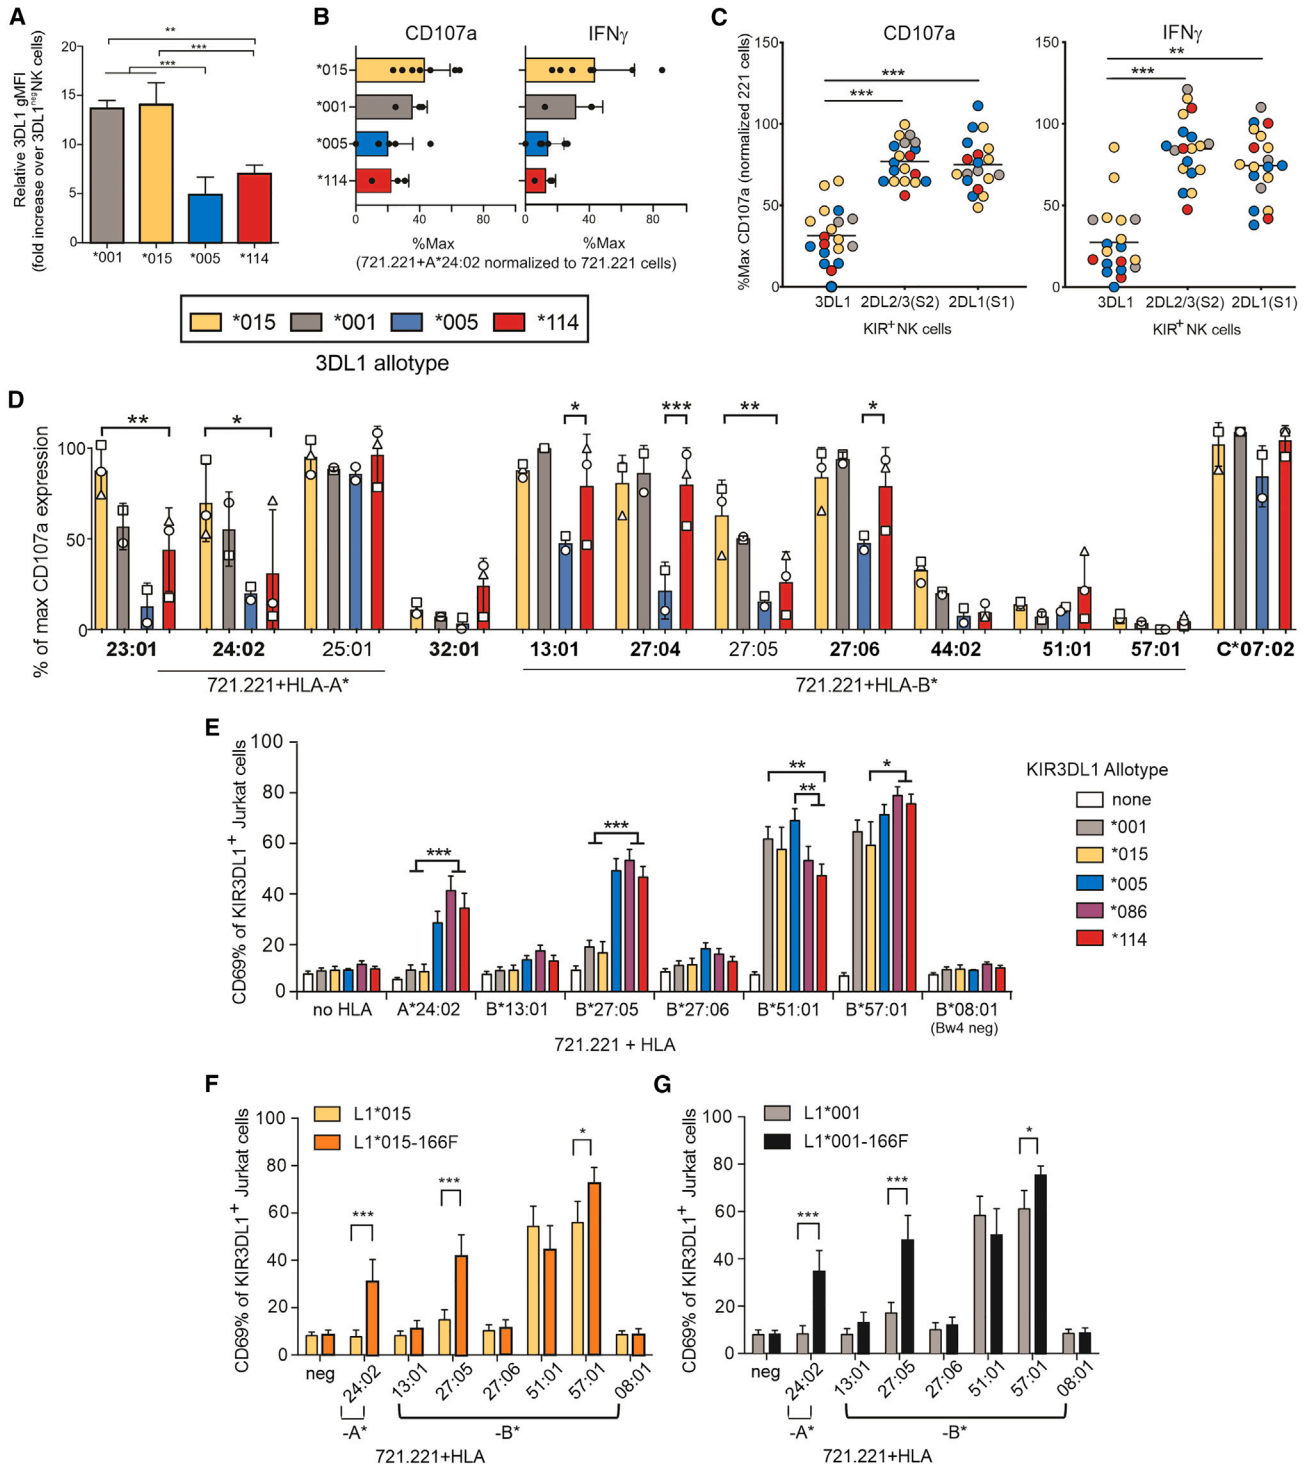 A
Relative 3DL1 gMFI
(fold increase over 3DL1negNK cells)
20
15
10
5
0
**
***
***
*001
*015
*005
*114
B
CD107a
IFNγ
*015
*001
*005
*114
0
40
80
0
40
80
%Max
%Max
(721.221+A*24:02 normalized to 721.221 cells)
C
CD107a
IFNγ
%Max CD107a (normalized 221 cells)
150
100
50
0
***
***
3DL1
2DL2/3(S2)
2DL1(S1)
KIR+ NK cells
150
100
50
0
**
***
3DL1
2DL2/3(S2)
2DL1(S1)
KIR+ NK cells
*015
*001
*005
*114
3DL1 allotype
D
% of max CD107a expression
100
50
0
**
*
*
***
**
*
23:01
24:02
25:01
32:01
13:01
27:04
27:05
27:06
44:02
51:01
57:01
C*07:02
721.221+HLA-A*
721.221+HLA-B*
E
CD69% of KIR3DL1+ Jurkat cells
100
80
60
40
20
0
***
***
**
**
*
no HLA
A*24:02
B*13:01
B*27:05
B*27:06
B*51:01
B*57:01
B*08:01
(Bw4 neg)
721.221 + HLA
KIR3DL1 Allotype
none
*001
*015
*005
*086
*114
F
CD69% of KIR3DL1+ Jurkat cells
100
80
60
40
20
0
L1*015
L1*015-166F
***
***
*
neg
24:02
13:01
27:05
27:06
51:01
57:01
08:01
-A*
-B*
721.221+HLA
G
CD69% of KIR3DL1+ Jurkat cells
100
80
60
40
20
0
L1*001
L1*001-166F
***
***
*
neg
24:02
13:01
27:05
27:06
51:01
57:01
08:01
-A*
-B*
721.221+HLA